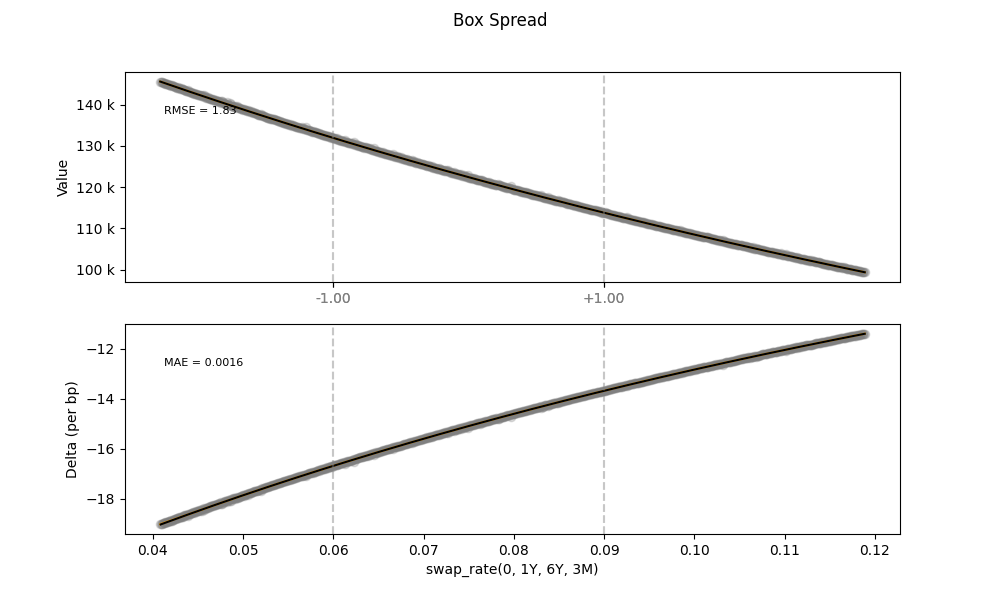 Box Spread
Value
140 k
130 k
120 k
110 k
100 k
RMSE = 1.83
-1.00 +1.00
Delta (per bp)
−12
−14
−16
−18
MAE = 0.0016
0.04 0.05 0.06 0.07 0.08 0.09 0.10 0.11 0.12
swap_rate(0, 1Y, 6Y, 3M)